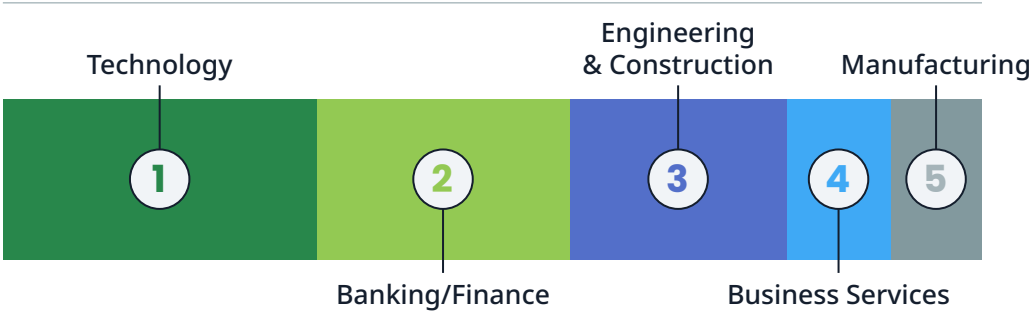 Technology
Engineering
& Construction
Manufacturing
1
2
3
4
5
Banking/Finance
Business Services